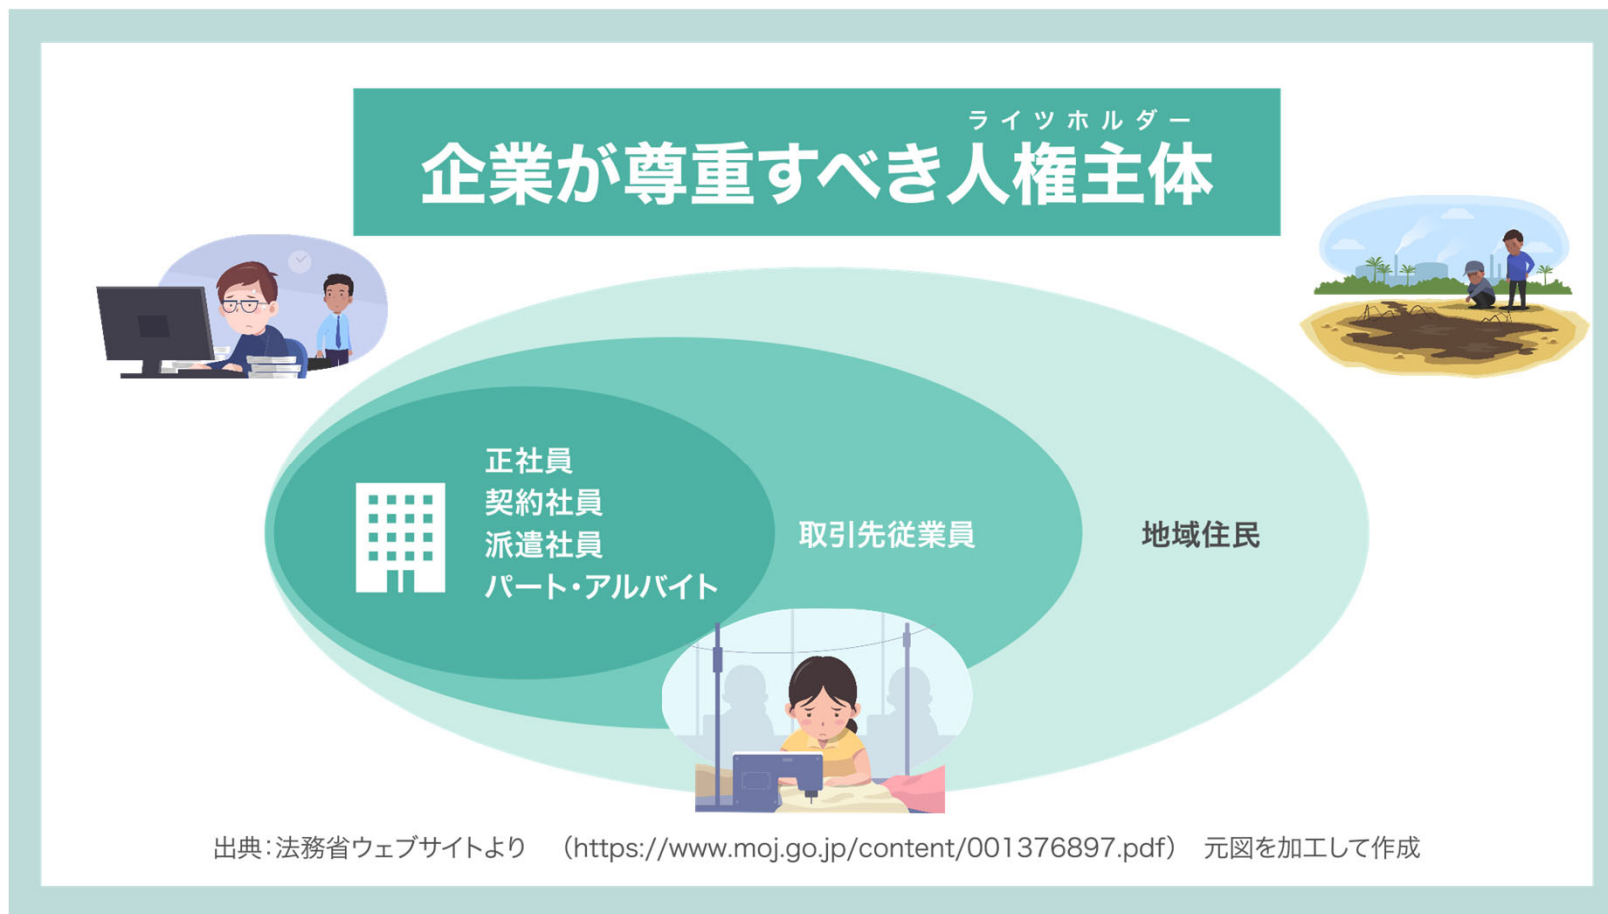 ライツホルダー
企業が尊重すべき人権主体
正社員
契約社員
派遣社員
パート・アルバイト
取引先従業員
地域住民
出典：法務省ウェブサイトより　（https://www.moj.go.jp/content/001376897.pdf）　元図を加工して作成